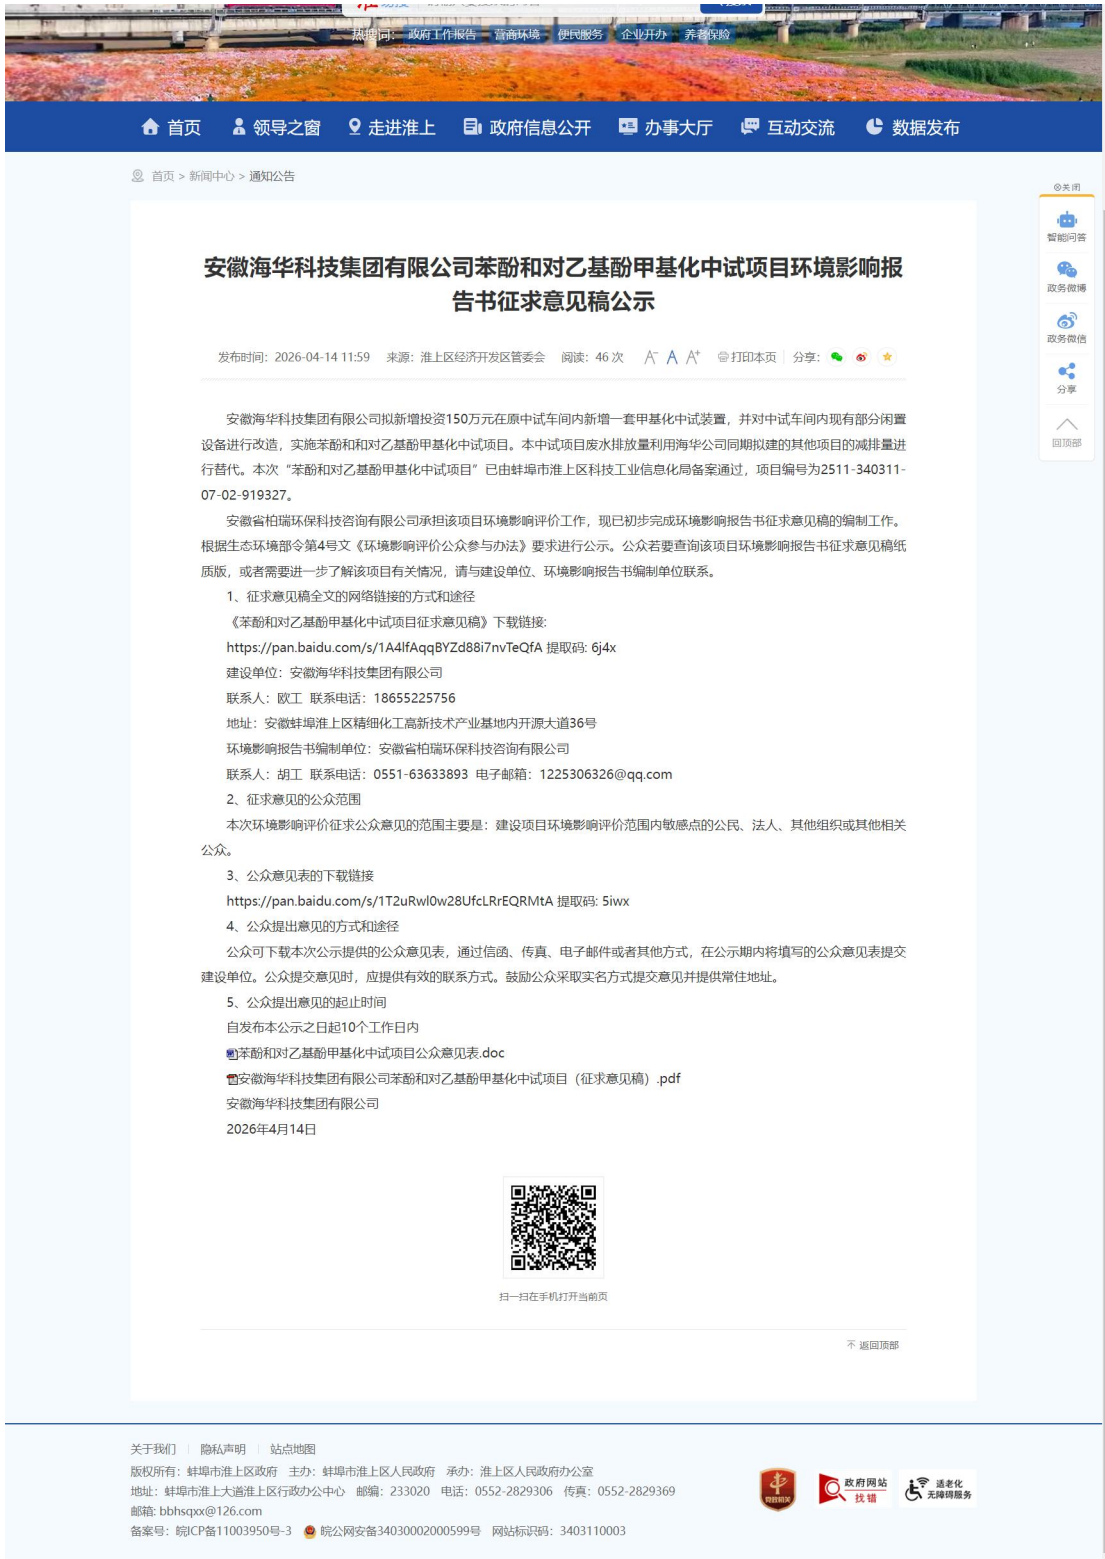 热搜词： 政府工作报告 营商环境 便民服务 企业开办 养老保险
首页 领导之窗 走进淮上 政府信息公开 办事大厅 互动交流 数据发布
首页 > 新闻中心 > 通知公告
⊗关闭
智能问答
政务微博
政务微信
分享
回顶部
安徽海华科技集团有限公司苯酚和对乙基酚甲基化中试项目环境影响报
告书征求意见稿公示
发布时间：2026-04-14 11:59 来源：淮上区经济开发区管委会 阅读：46 次 A- A A+ 打印本页 分享：
安徽海华科技集团有限公司拟新增投资150万元在原中试车间内新增一套甲基化中试装置，并对中试车间内现有部分闲置
设备进行改造，实施苯酚和和对乙基酚甲基化中试项目。本中试项目废水排放量利用海华公司同期拟建的其他项目的减排量进
行替代。本次“苯酚和对乙基酚甲基化中试项目”已由蚌埠市淮上区科技工业信息化局备案通过，项目编号为2511-340311-
07-02-919327。
安徽省柏瑞环保科技咨询有限公司承担该项目环境影响评价工作，现已初步完成环境影响报告书征求意见稿的编制工作。
根据生态环境部令第4号文《环境影响评价公众参与办法》要求进行公示。公众若要查询该项目环境影响报告书征求意见稿纸
质版，或者需要进一步了解该项目有关情况，请与建设单位、环境影响报告书编制单位联系。
1、征求意见稿全文的网络链接的方式和途径
《苯酚和对乙基酚甲基化中试项目征求意见稿》下载链接:
https://pan.baidu.com/s/1A4lfAqqBYZd88i7nvTeQfA 提取码: 6j4x
建设单位：安徽海华科技集团有限公司
联系人：欧工 联系电话：18655225756
地址：安徽蚌埠淮上区精细化工高新技术产业基地内开源大道36号
环境影响报告书编制单位：安徽省柏瑞环保科技咨询有限公司
联系人：胡工 联系电话：0551-63633893 电子邮箱：1225306326@qq.com
2、征求意见的公众范围
本次环境影响评价征求公众意见的范围主要是：建设项目环境影响评价范围内敏感点的公民、法人、其他组织或其他相关
公众。
3、公众意见表的下载链接
https://pan.baidu.com/s/1T2uRwl0w28UfcLRrEQRMtA 提取码: 5iwx
4、公众提出意见的方式和途径
公众可下载本次公示提供的公众意见表，通过信函、传真、电子邮件或者其他方式，在公示期内将填写的公众意见表提交
建设单位。公众提交意见时，应提供有效的联系方式。鼓励公众采取实名方式提交意见并提供常住地址。
5、公众提出意见的起止时间
自发布本公示之日起10个工作日内
苯酚和对乙基酚甲基化中试项目公众意见表.doc
安徽海华科技集团有限公司苯酚和对乙基酚甲基化中试项目（征求意见稿）.pdf
安徽海华科技集团有限公司
2026年4月14日
扫一扫在手机打开当前页
返回顶部
关于我们 隐私声明 站点地图
版权所有：蚌埠市淮上区政府 主办：蚌埠市淮上区人民政府 承办：淮上区人民政府办公室
地址：蚌埠市淮上大道淮上区行政办公中心 邮编：233020 电话：0552-2829306 传真：0552-2829369
邮箱: bbhsqxx@126.com
备案号：皖ICP备11003950号-3 皖公网安备34030002000599号 网站标识码：3403110003
党政机关
政府网站
找错
适老化
无障碍服务